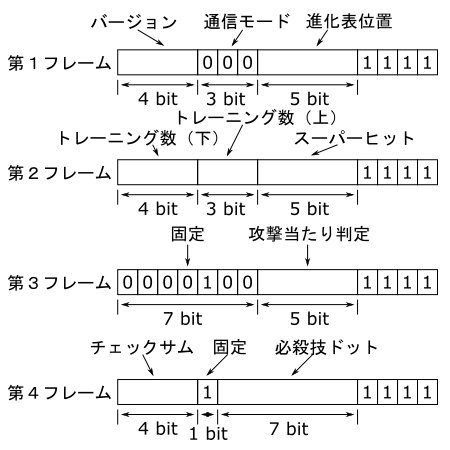 バージョン 通信モード 進化表位置
第１フレーム 0 0 0 1 1 1 1
4 bit 3 bit 5 bit
トレーニング数（上）
トレーニング数（下） スーパーヒット
第２フレーム 1 1 1 1
4 bit 3 bit 5 bit
固定 攻撃当たり判定
第３フレーム 0 0 0 0 1 0 0 1 1 1 1
7 bit 5 bit
チェックサム 固定 必殺技ドット
第４フレーム 1 1 1 1 1
4 bit 1 bit 7 bit